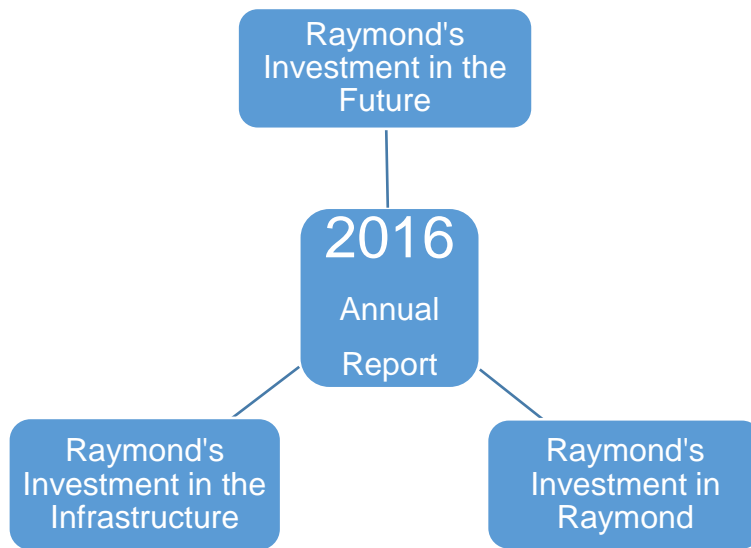 Raymond's
Investment in the
Future
2016
Annual
Report
Raymond's
Investment in the
Infrastructure
Raymond's
Investment in
Raymond